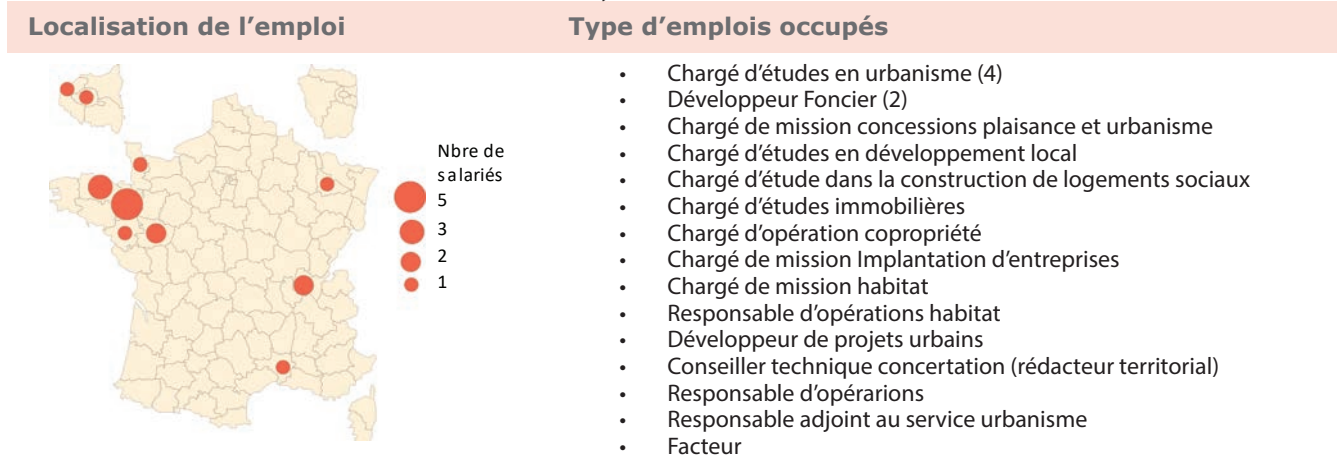 Localisation de l’emploi
Type d’emplois occupés
Nbre de
salariés
5
3
2
1
• Chargé d’études en urbanisme (4)
• Développeur Foncier (2)
• Chargé de mission concessions plaisance et urbanisme
• Chargé d’études en développement local
• Chargé d’étude dans la construction de logements sociaux
• Chargé d’études immobilières
• Chargé d’opération copropriété
• Chargé de mission Implantation d’entreprises
• Chargé de mission habitat
• Responsable d’opérations habitat
• Développeur de projets urbains
• Conseiller technique concertation (rédacteur territorial)
• Responsable d’opérarions
• Responsable adjoint au service urbanisme
• Facteur